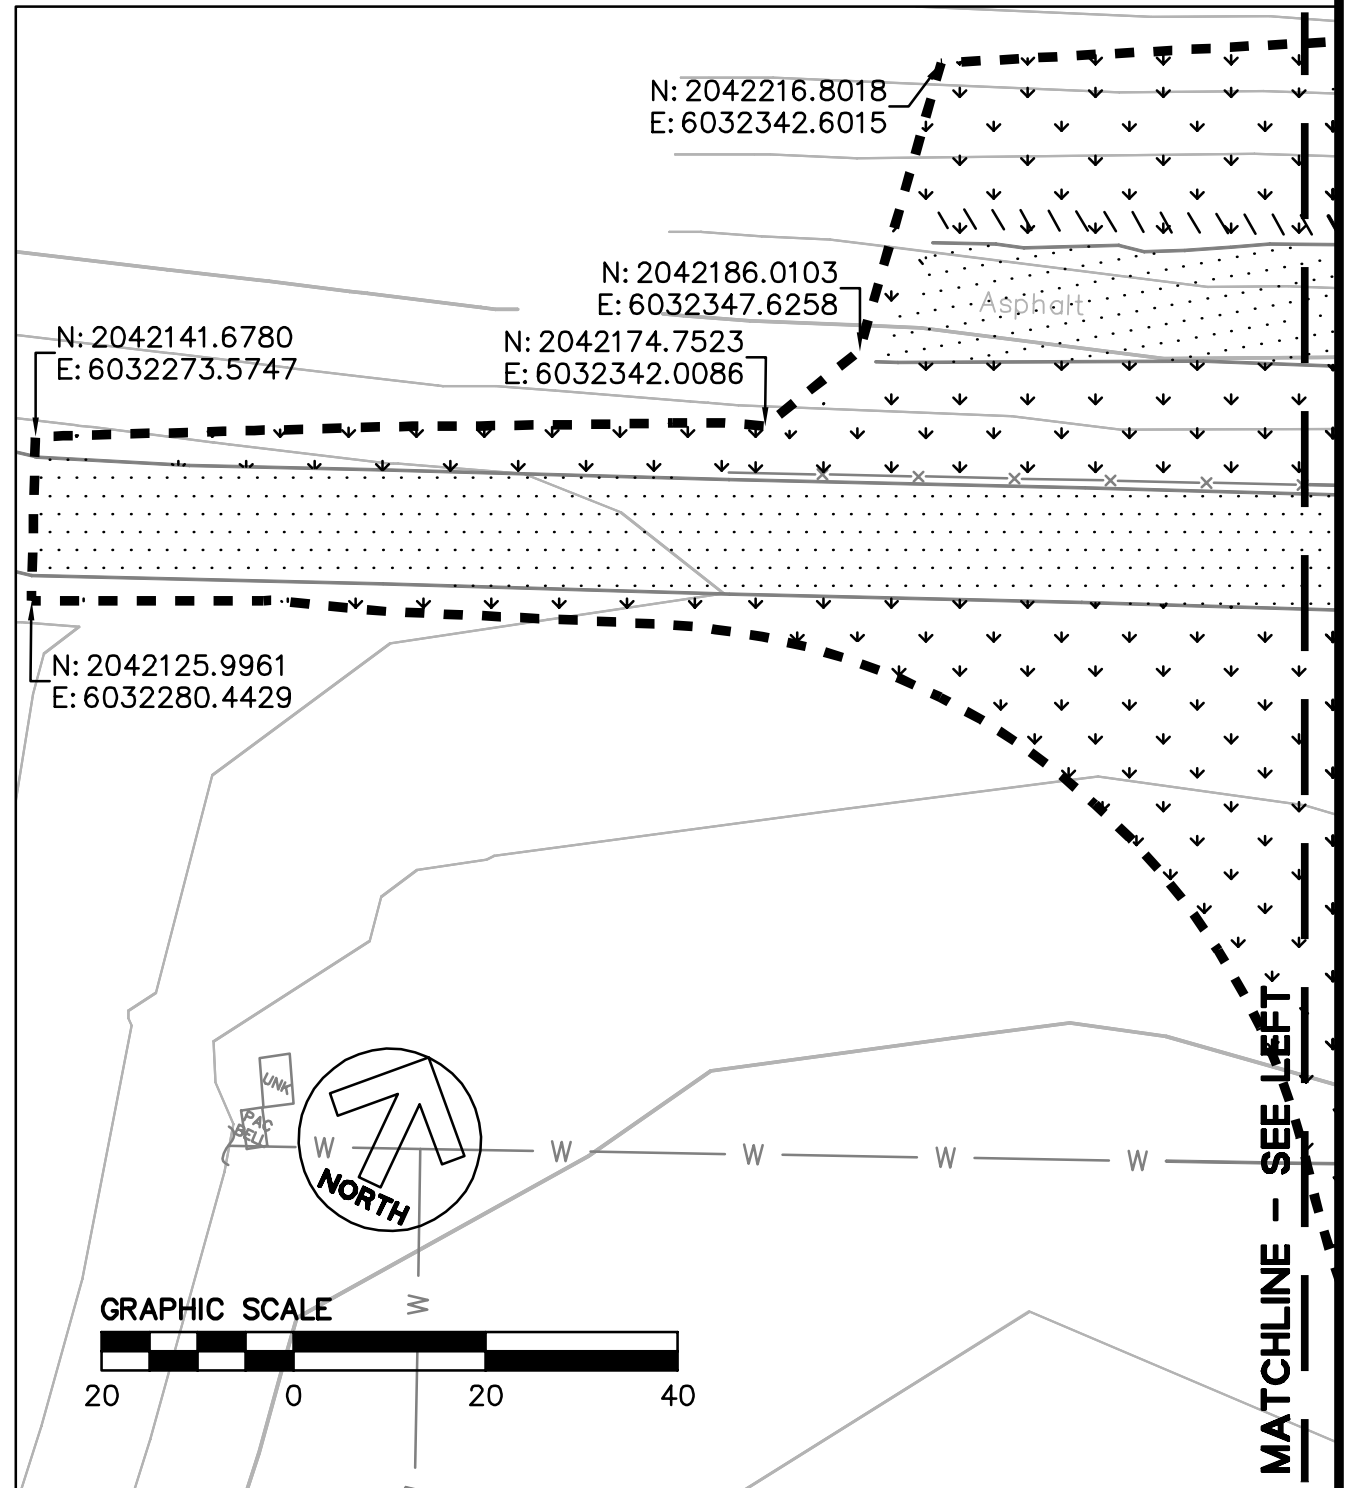 N: 2042216.8018
E: 6032342.6015
N: 2042186.0103
E: 6032347.6258
Asphalt
N: 2042141.6780
E: 6032273.5747
N: 2042174.7523
E: 6032342.0086
N: 2042125.9961
E: 6032280.4429
UNK
PAC
BELL
W W W W W
NORTH
W
GRAPHIC SCALE
20 0 20 40
MATCHLINE - SEE LEFT